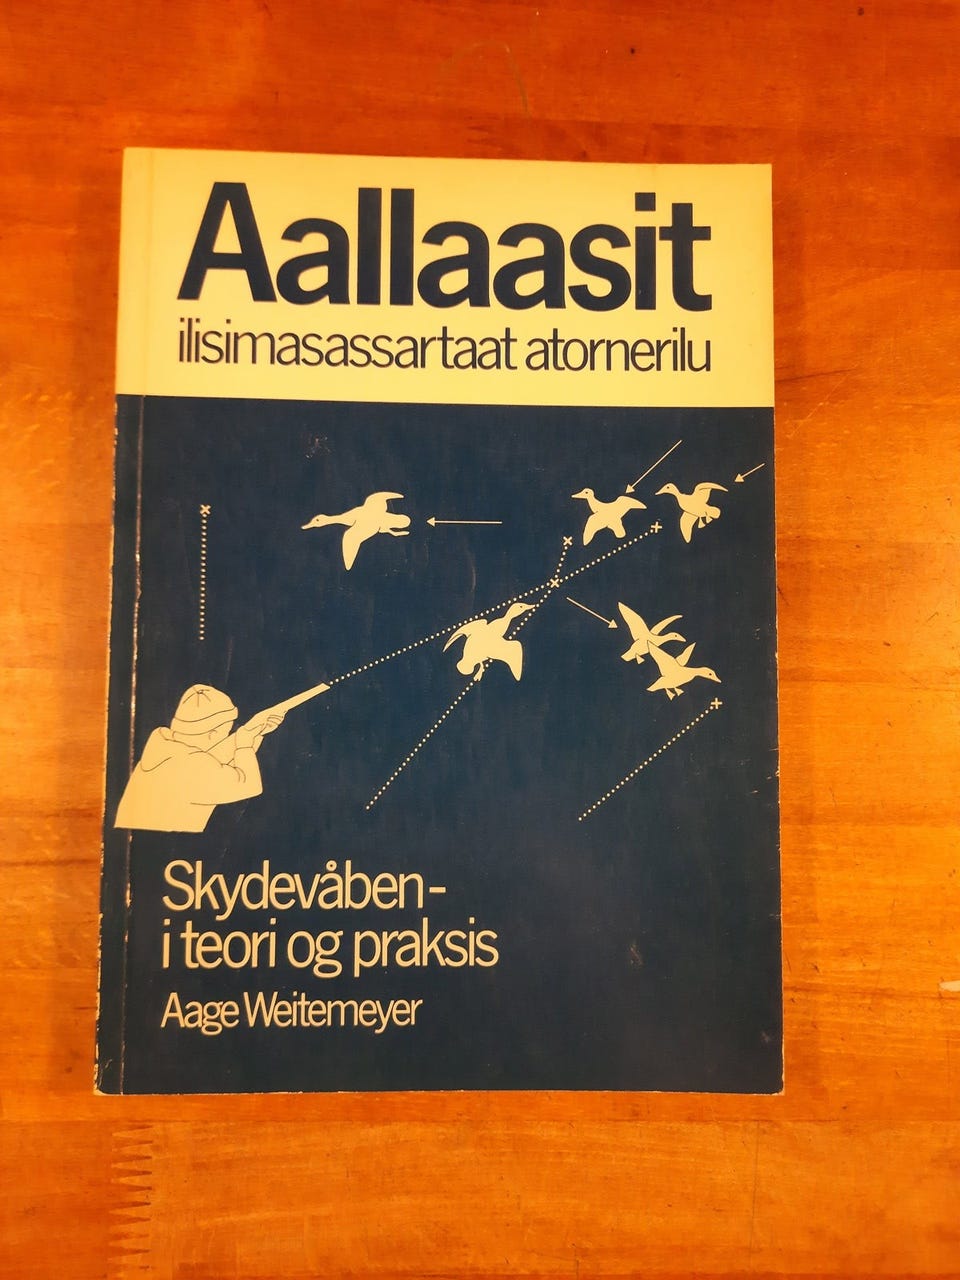 Aallaasit
ilisimasassartaat atornerilu
Skydevåben-
i teori og praksis
Aage Weitemeyer